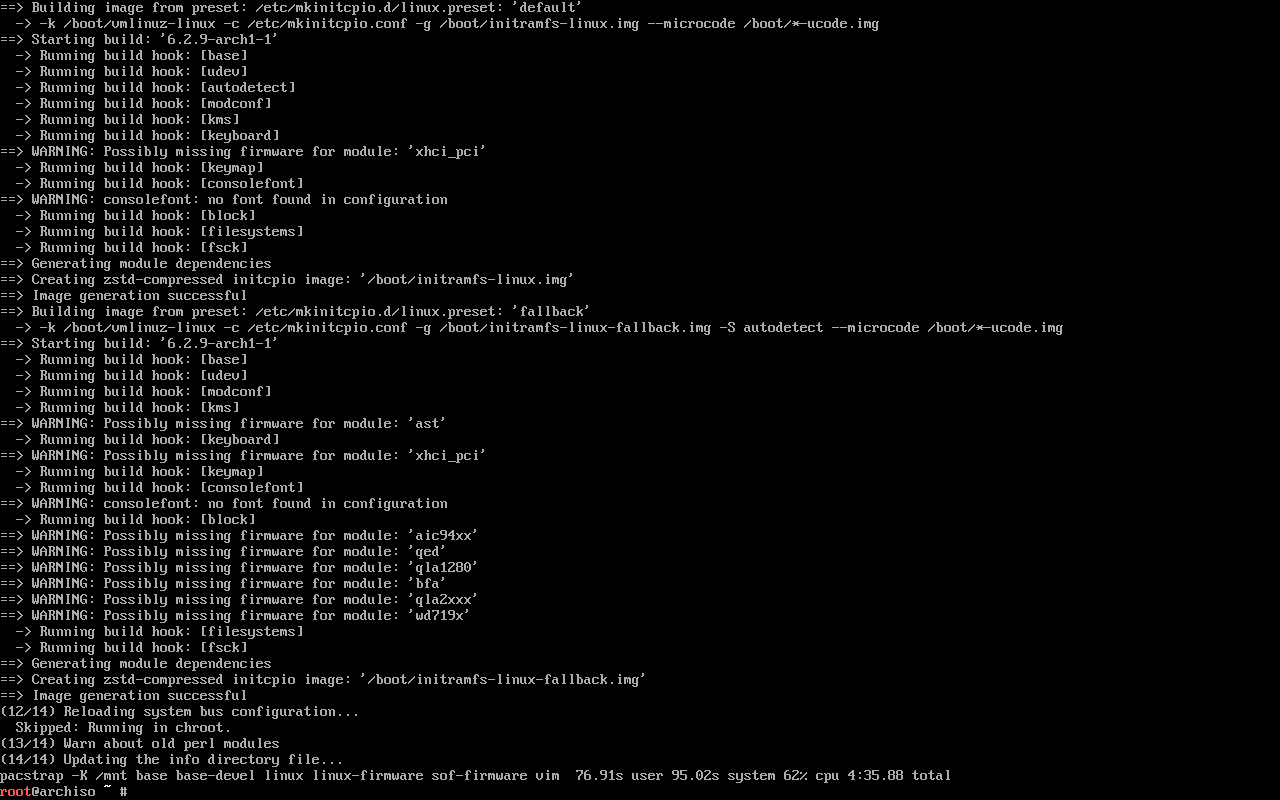 ==> Building image from preset: /etc/mkinitcpio.d/linux.preset: 'default'
  -> -k /boot/vmlinuz-linux -c /etc/mkinitcpio.conf -g /boot/initramfs-linux.img --microcode /boot/*-ucode.img
==> Starting build: '6.2.9-arch1-1'
  -> Running build hook: [base]
  -> Running build hook: [udev]
  -> Running build hook: [autodetect]
  -> Running build hook: [modconf]
  -> Running build hook: [kms]
  -> Running build hook: [keyboard]
==> WARNING: Possibly missing firmware for module: 'xhci_pci'
  -> Running build hook: [keymap]
  -> Running build hook: [consolefont]
==> WARNING: consolefont: no font found in configuration
  -> Running build hook: [block]
  -> Running build hook: [filesystems]
  -> Running build hook: [fsck]
==> Generating module dependencies
==> Creating zstd-compressed initcpio image: '/boot/initramfs-linux.img'
==> Image generation successful
==> Building image from preset: /etc/mkinitcpio.d/linux.preset: 'fallback'
  -> -k /boot/vmlinuz-linux -c /etc/mkinitcpio.conf -g /boot/initramfs-linux-fallback.img -S autodetect --microcode /boot/*-ucode.img
==> Starting build: '6.2.9-arch1-1'
  -> Running build hook: [base]
  -> Running build hook: [udev]
  -> Running build hook: [modconf]
  -> Running build hook: [kms]
==> WARNING: Possibly missing firmware for module: 'ast'
  -> Running build hook: [keyboard]
==> WARNING: Possibly missing firmware for module: 'xhci_pci'
  -> Running build hook: [keymap]
  -> Running build hook: [consolefont]
==> WARNING: consolefont: no font found in configuration
  -> Running build hook: [block]
==> WARNING: Possibly missing firmware for module: 'aic94xx'
==> WARNING: Possibly missing firmware for module: 'qed'
==> WARNING: Possibly missing firmware for module: 'qla1280'
==> WARNING: Possibly missing firmware for module: 'bfa'
==> WARNING: Possibly missing firmware for module: 'qla2xxx'
==> WARNING: Possibly missing firmware for module: 'wd719x'
  -> Running build hook: [filesystems]
  -> Running build hook: [fsck]
==> Generating module dependencies
==> Creating zstd-compressed initcpio image: '/boot/initramfs-linux-fallback.img'
==> Image generation successful
(12/14) Reloading system bus configuration...
  Skipped: Running in chroot.
(13/14) Warn about old perl modules
(14/14) Updating the info directory file...
pacstrap -K /mnt base base-devel linux linux-firmware sof-firmware vim  76.91s user 95.02s system 62% cpu 4:35.88 total
root@archiso ~ #